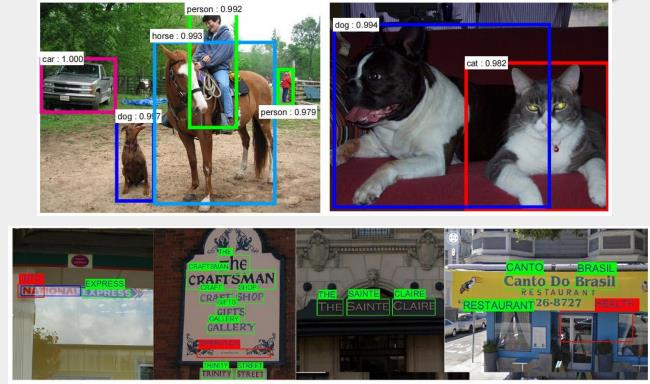 person : 0.992
horse : 0.993
car : 1.000
dog : 0.997
person : 0.979
dog : 0.994
cat : 0.982
EXPRESS
NATIONAL EXPRESS
THE
The
CRAFTSMAN
CRAFTSMAN
CRAFT SHOP
CRAFT SHOP
GIFTS
GIFTS
GALLERY
GALLERY
TRINITY STREET
TRINITY STREET
THE SAINTE CLAIRE
THE SAINTE CLAIRE
CANTO BRASIL
Canto Do Brasil
RESTAURANT
RESTAURANT 26-8727 HEALTH